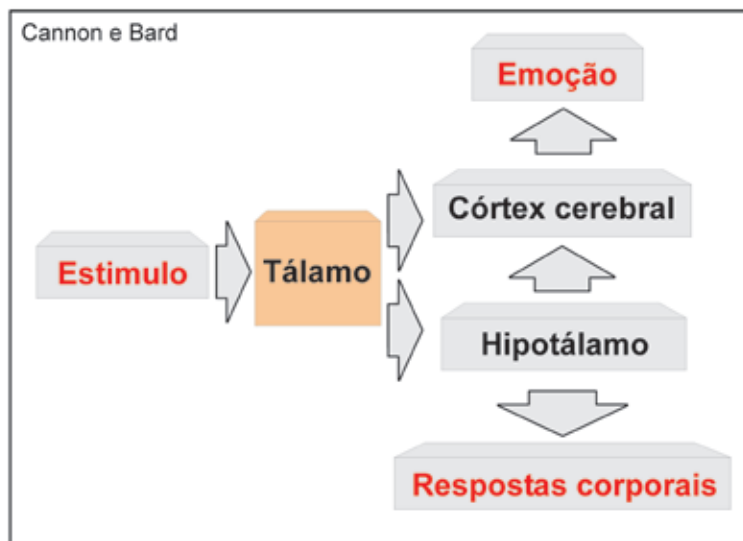 Cannon e Bard
Emoção
Córtex cerebral
Estimulo
Tálamo
Hipotálamo
Respostas corporais